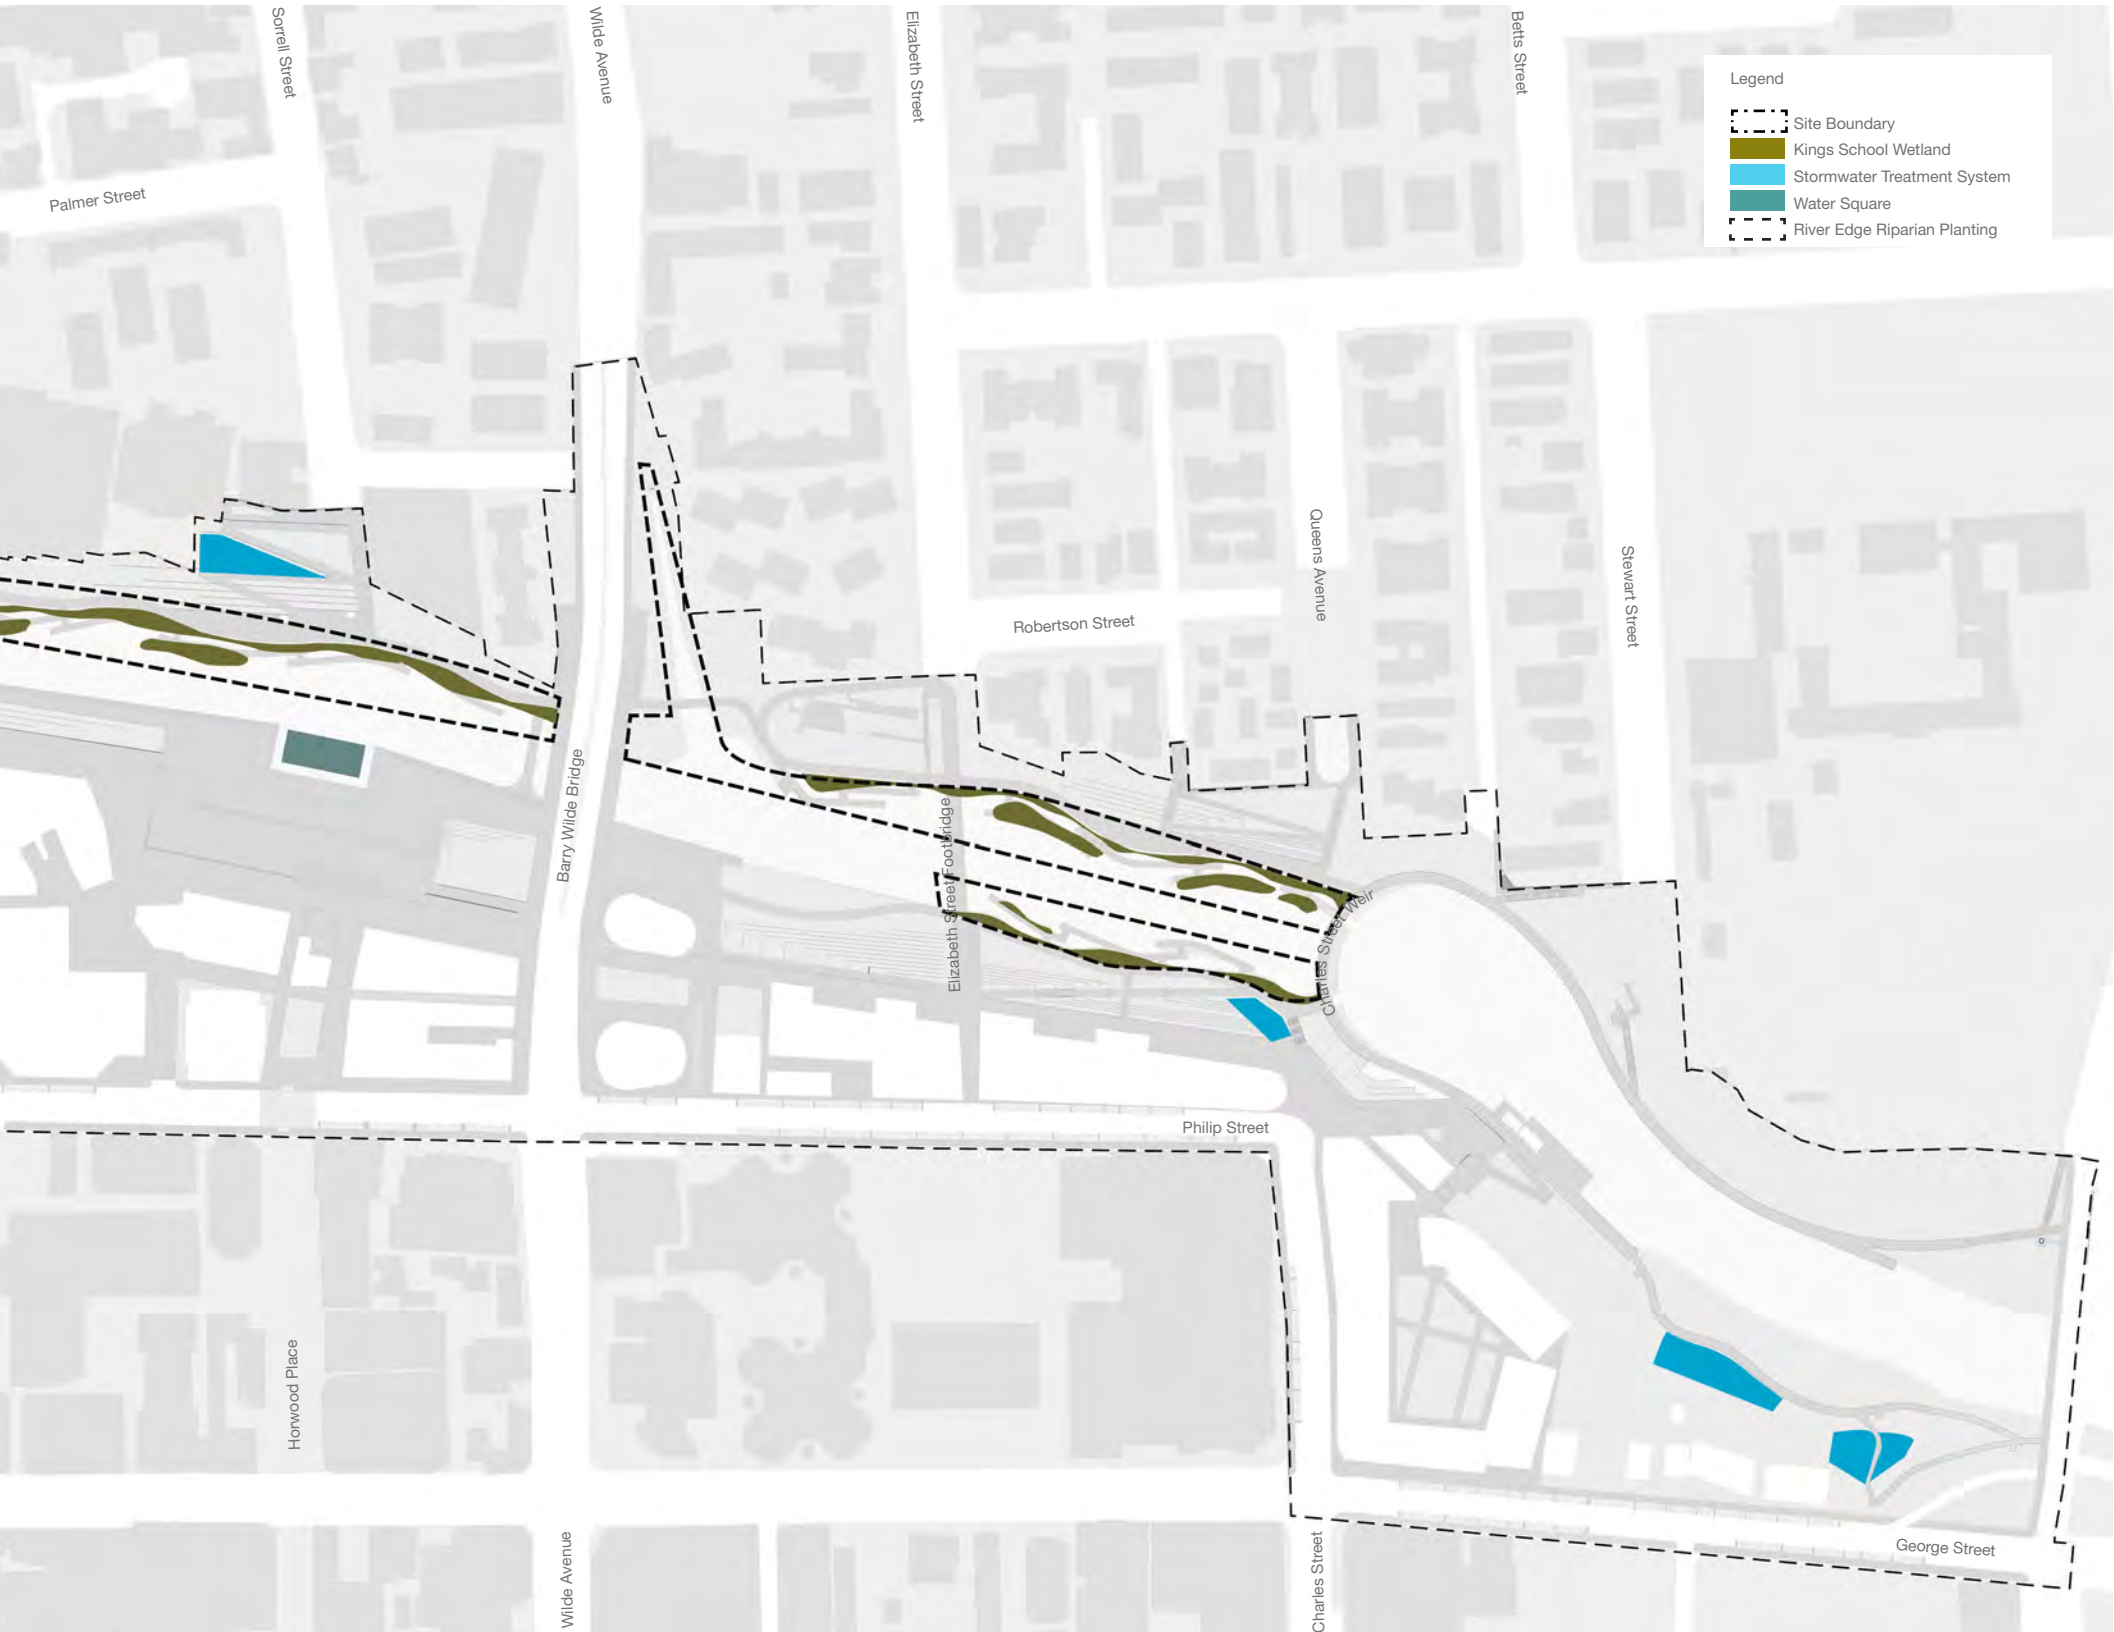 Sorrell Street
Wilde Avenue
Elizabeth Street
Betts Street
Legend
Site Boundary
Kings School Wetland
Stormwater Treatment System
Water Square
River Edge Riparian Planting
Palmer Street
Queens Avenue
Stewart Street
Robertson Street
Barry Wilde Bridge
Elizabeth Street Footbridge
Charles Street Weir
Philip Street
Horwood Place
Wilde Avenue
Charles Street
George Street